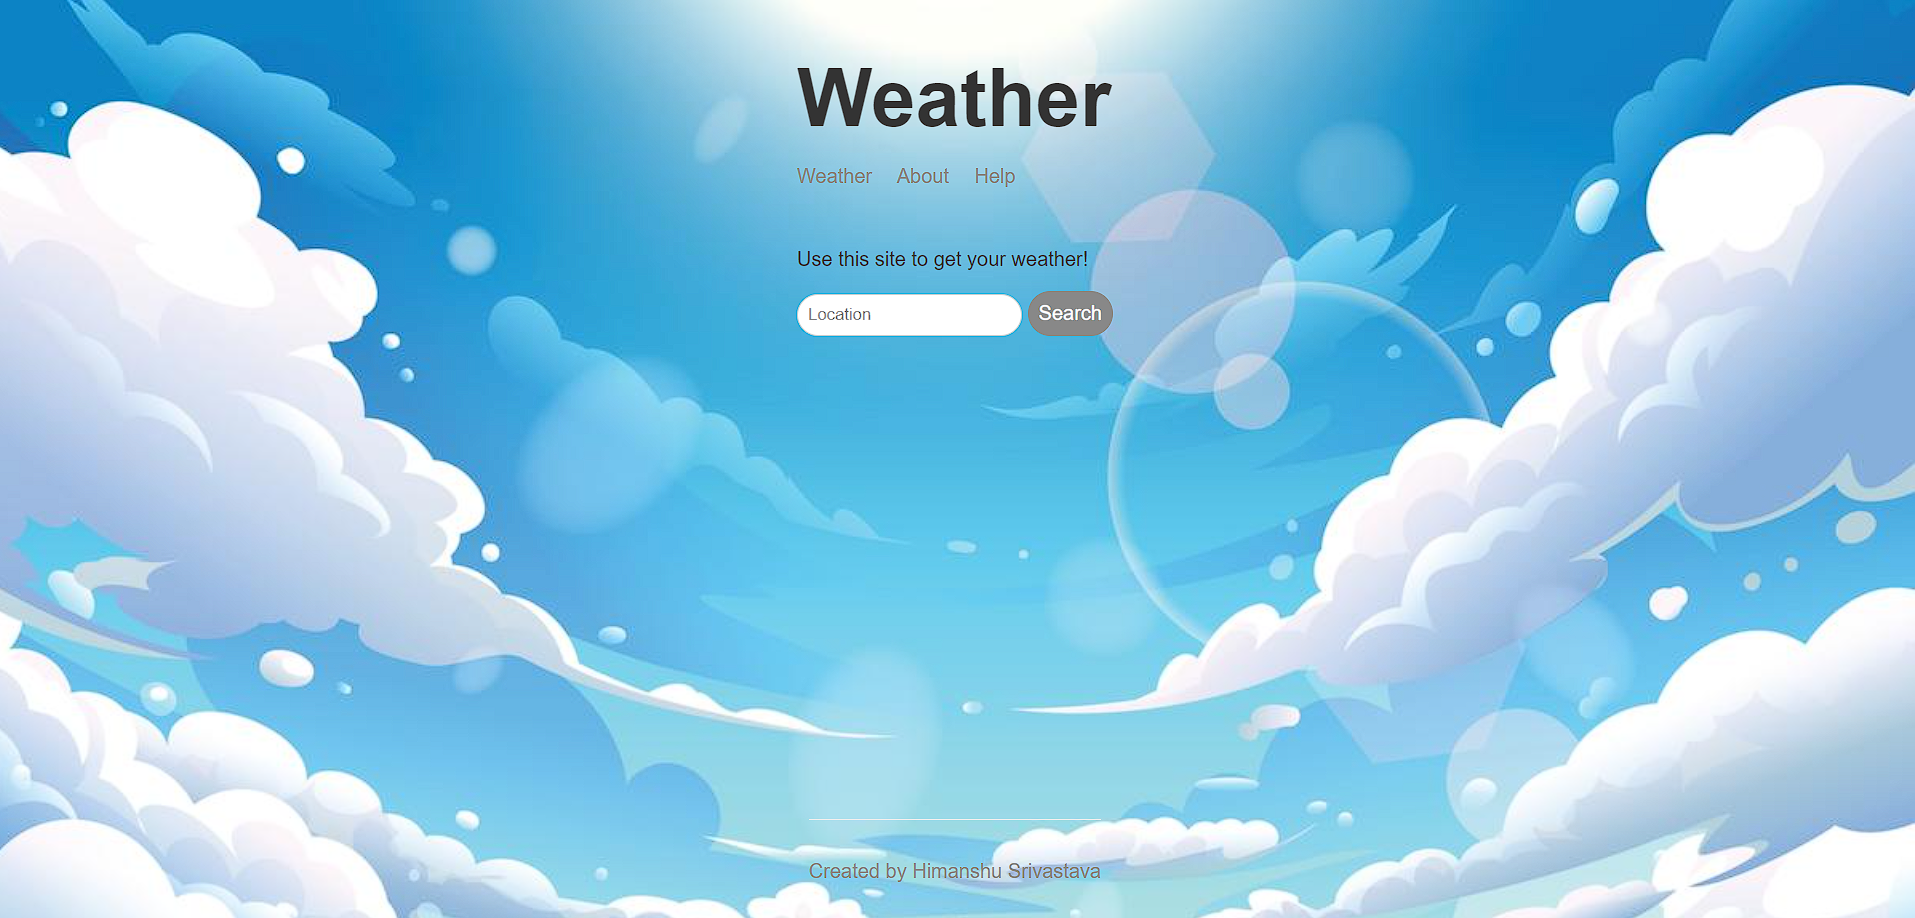 Weather
Weather About Help
Use this site to get your weather!
Location Search
Created by Himanshu Srivastava